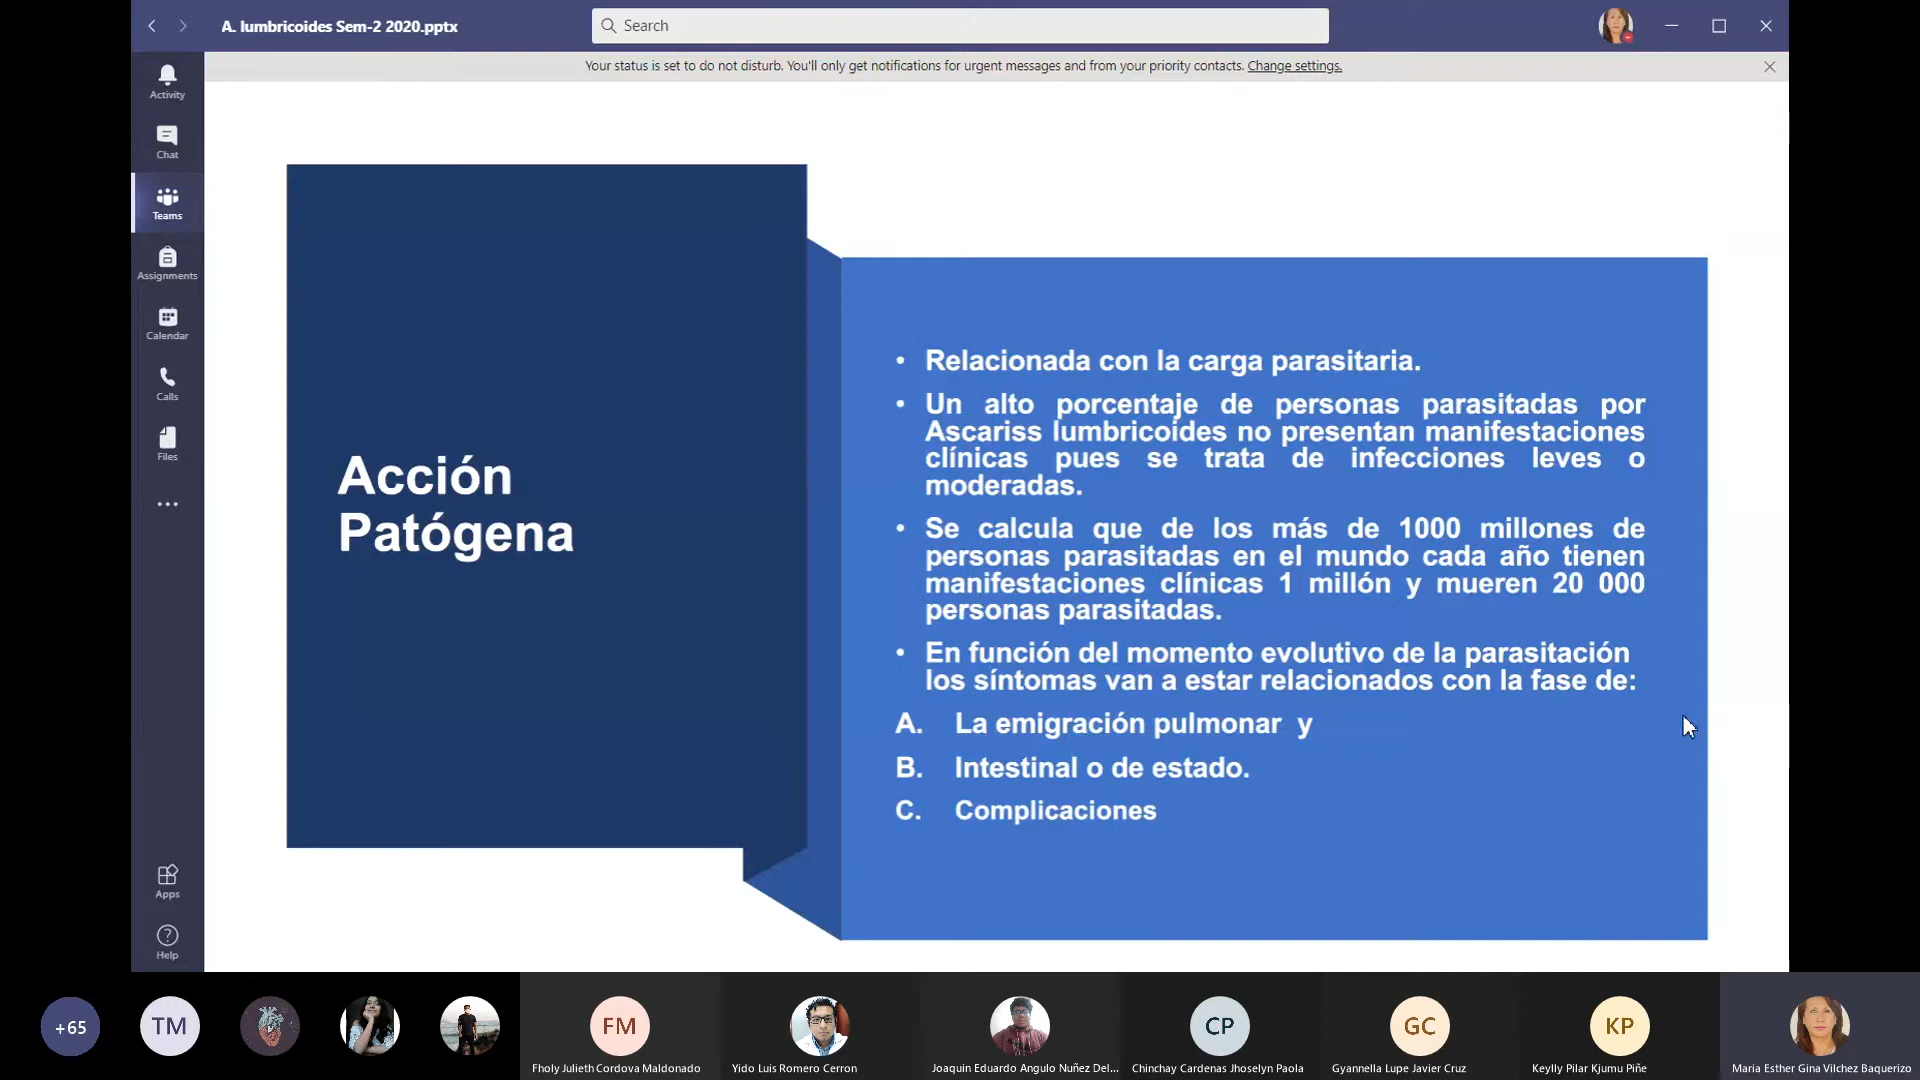 A. lumbricoides Sem-2 2020.pptx
Search
Your status is set to do not disturb. You'll only get notifications for urgent messages and from your priority contacts. Change settings.
Activity
Chat
Teams
Assignments
Calendar
Calls
Files
Apps
Help
Acción
Patógena
• Relacionada con la carga parasitaria.
• Un alto porcentaje de personas parasitadas por
Ascariss lumbricoides no presentan manifestaciones
clínicas pues se trata de infecciones leves o
moderadas.
• Se calcula que de los más de 1000 millones de
personas parasitadas en el mundo cada año tienen
manifestaciones clínicas 1 millón y mueren 20 000
personas parasitadas.
• En función del momento evolutivo de la parasitación
los síntomas van a estar relacionados con la fase de:
A. La emigración pulmonar y
B. Intestinal o de estado.
C. Complicaciones
+65
TM
FM
CP
GC
KP
Fholy Julieth Cordova Maldonado
Yido Luis Romero Cerron
Joaquin Eduardo Angulo Nuñez Del...
Chinchay Cardenas Jhoselyn Paola
Gyannella Lupe Javier Cruz
Keylly Pilar Kjumu Piñe
Maria Esther Gina Vilchez Baquerizo